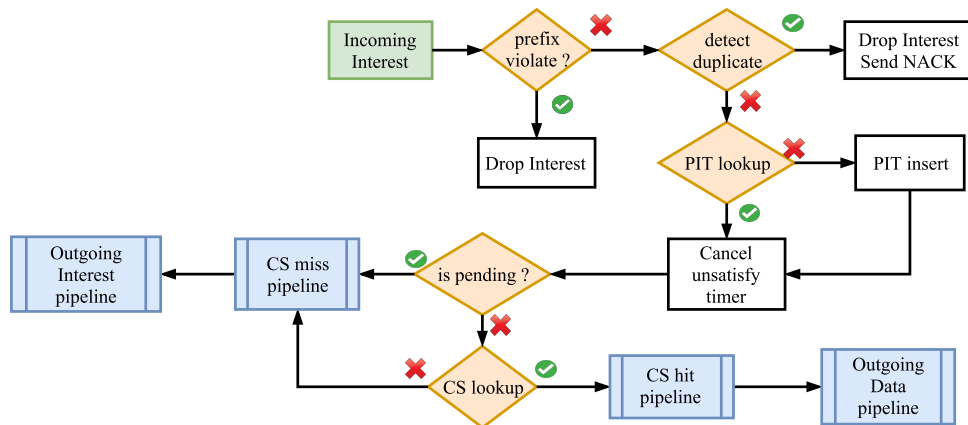 Incoming
Interest
prefix
violate ?
detect
duplicate
Drop Interest
Send NACK
Drop Interest
PIT lookup
PIT insert
Outgoing
Interest
pipeline
CS miss
pipeline
is pending ?
Cancel
unsatisfy
timer
CS lookup
CS hit
pipeline
Outgoing
Data
pipeline